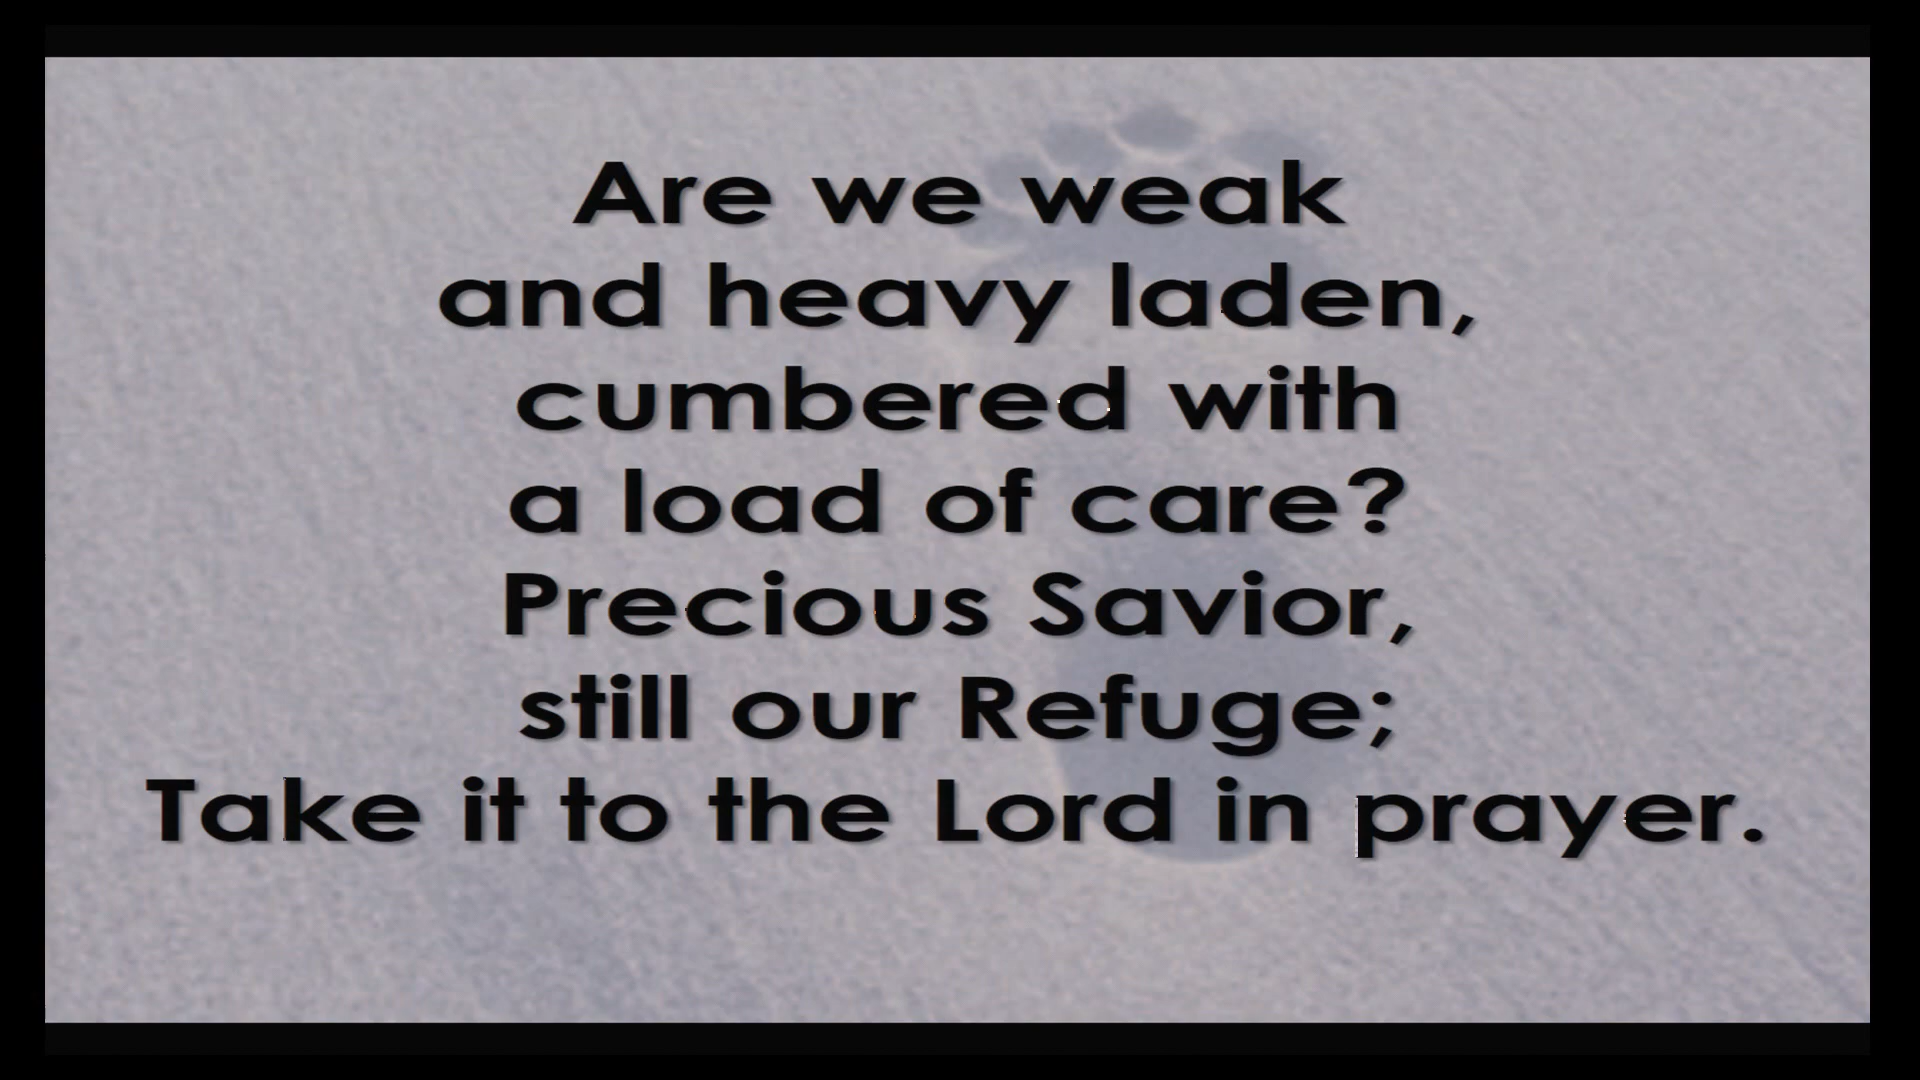 Are we weak
and heavy laden,
cumbered with
a load of care?
Precious Savior,
still our Refuge;
Take it to the Lord in prayer.